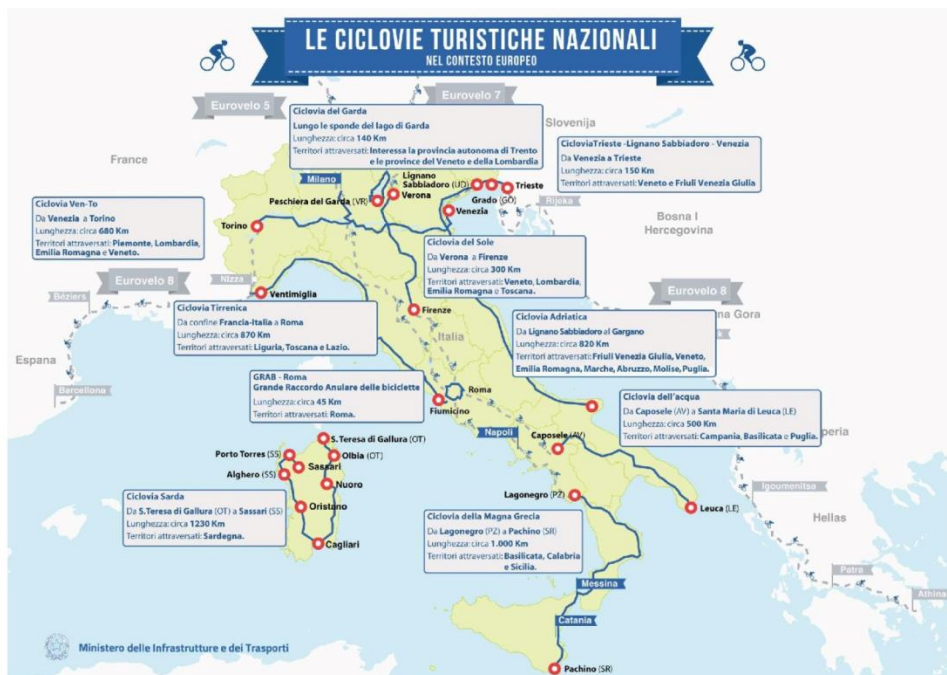 LE CICLOVIE TURISTICHE NAZIONALI
NEL CONTESTO EUROPEO
Eurovelo 5
Eurovelo 7
Ciclovia del Garda
Lungo le sponde del lago di Garda
Lunghezza: circa 140 Km
Territori attraversati: Interessa la provincia autonoma di Trento
e le province del Veneto e della Lombardia
Slovenija
France
CicloviaTrieste -Lignano Sabbiadoro - Venezia
Da Venezia a Trieste
Lunghezza: circa 150 Km
Territori attraversati: Veneto e Friuli Venezia Giulia
Milano
Lignano
Sabbiadoro (UD)
Trieste
Peschiera del Garda (VR)
Verona
Grado (GO)
Venezia
Rijeka
Bosna I
Hercegovina
Ciclovia Ven-To
Da Venezia a Torino
Lunghezza: circa 680 Km
Territori attraversati: Piemonte, Lombardia,
Emilia Romagna e Veneto.
Torino
Ciclovia del Sole
Da Verona a Firenze
Lunghezza: circa 300 Km
Territori attraversati: Veneto, Lombardia,
Emilia Romagna e Toscana.
Nizza
Eurovelo 8
Béziers
Ventimiglia
Eurovelo 8
na Gora
Ciclovia Tirrenica
Da confine Francia-Italia a Roma
Lunghezza: circa 870 Km
Territori attraversati: Liguria, Toscana e Lazio.
Firenze
Italia
Ciclovia Adriatica
Da Lignano Sabbiadoro al Gargano
Lunghezza: circa 820 Km
Territori attraversati: Friuli Venezia Giulia, Veneto,
Emilia Romagna, Marche, Abruzzo, Molise, Puglia.
Espana
Barcellona
GRAB - Roma
Grande Raccordo Anulare delle biciclette
Lunghezza: circa 45 Km
Territori attraversati: Roma.
Roma
Fiumicino
Ciclovia dell'acqua
Da Caposele (AV) a Santa Maria di Leuca (LE)
Lunghezza: circa 500 Km
Territori attraversati: Campania, Basilicata e Puglia.
Napoli
Caposele (AV)
peria
S.Teresa di Gallura (OT)
Porto Torres (SS)
Olbia (OT)
Alghero (SS)
Sassari
Nuoro
Oristano
Cagliari
Igoumenitsa
Lagonegro (PZ)
Leuca (LE)
Hellas
Ciclovia Sarda
Da S.Teresa di Gallura (OT) a Sassari (SS)
Lunghezza: circa 1230 Km
Territori attraversati: Sardegna.
Ciclovia della Magna Grecia
Da Lagonegro (PZ) a Pachino (SR)
Lunghezza: circa 1.000 Km
Territori attraversati: Basilicata, Calabria
e Sicilia.
Messina
Patra
Athina
Catania
Ministero delle Infrastrutture e dei Trasporti
Pachino (SR)